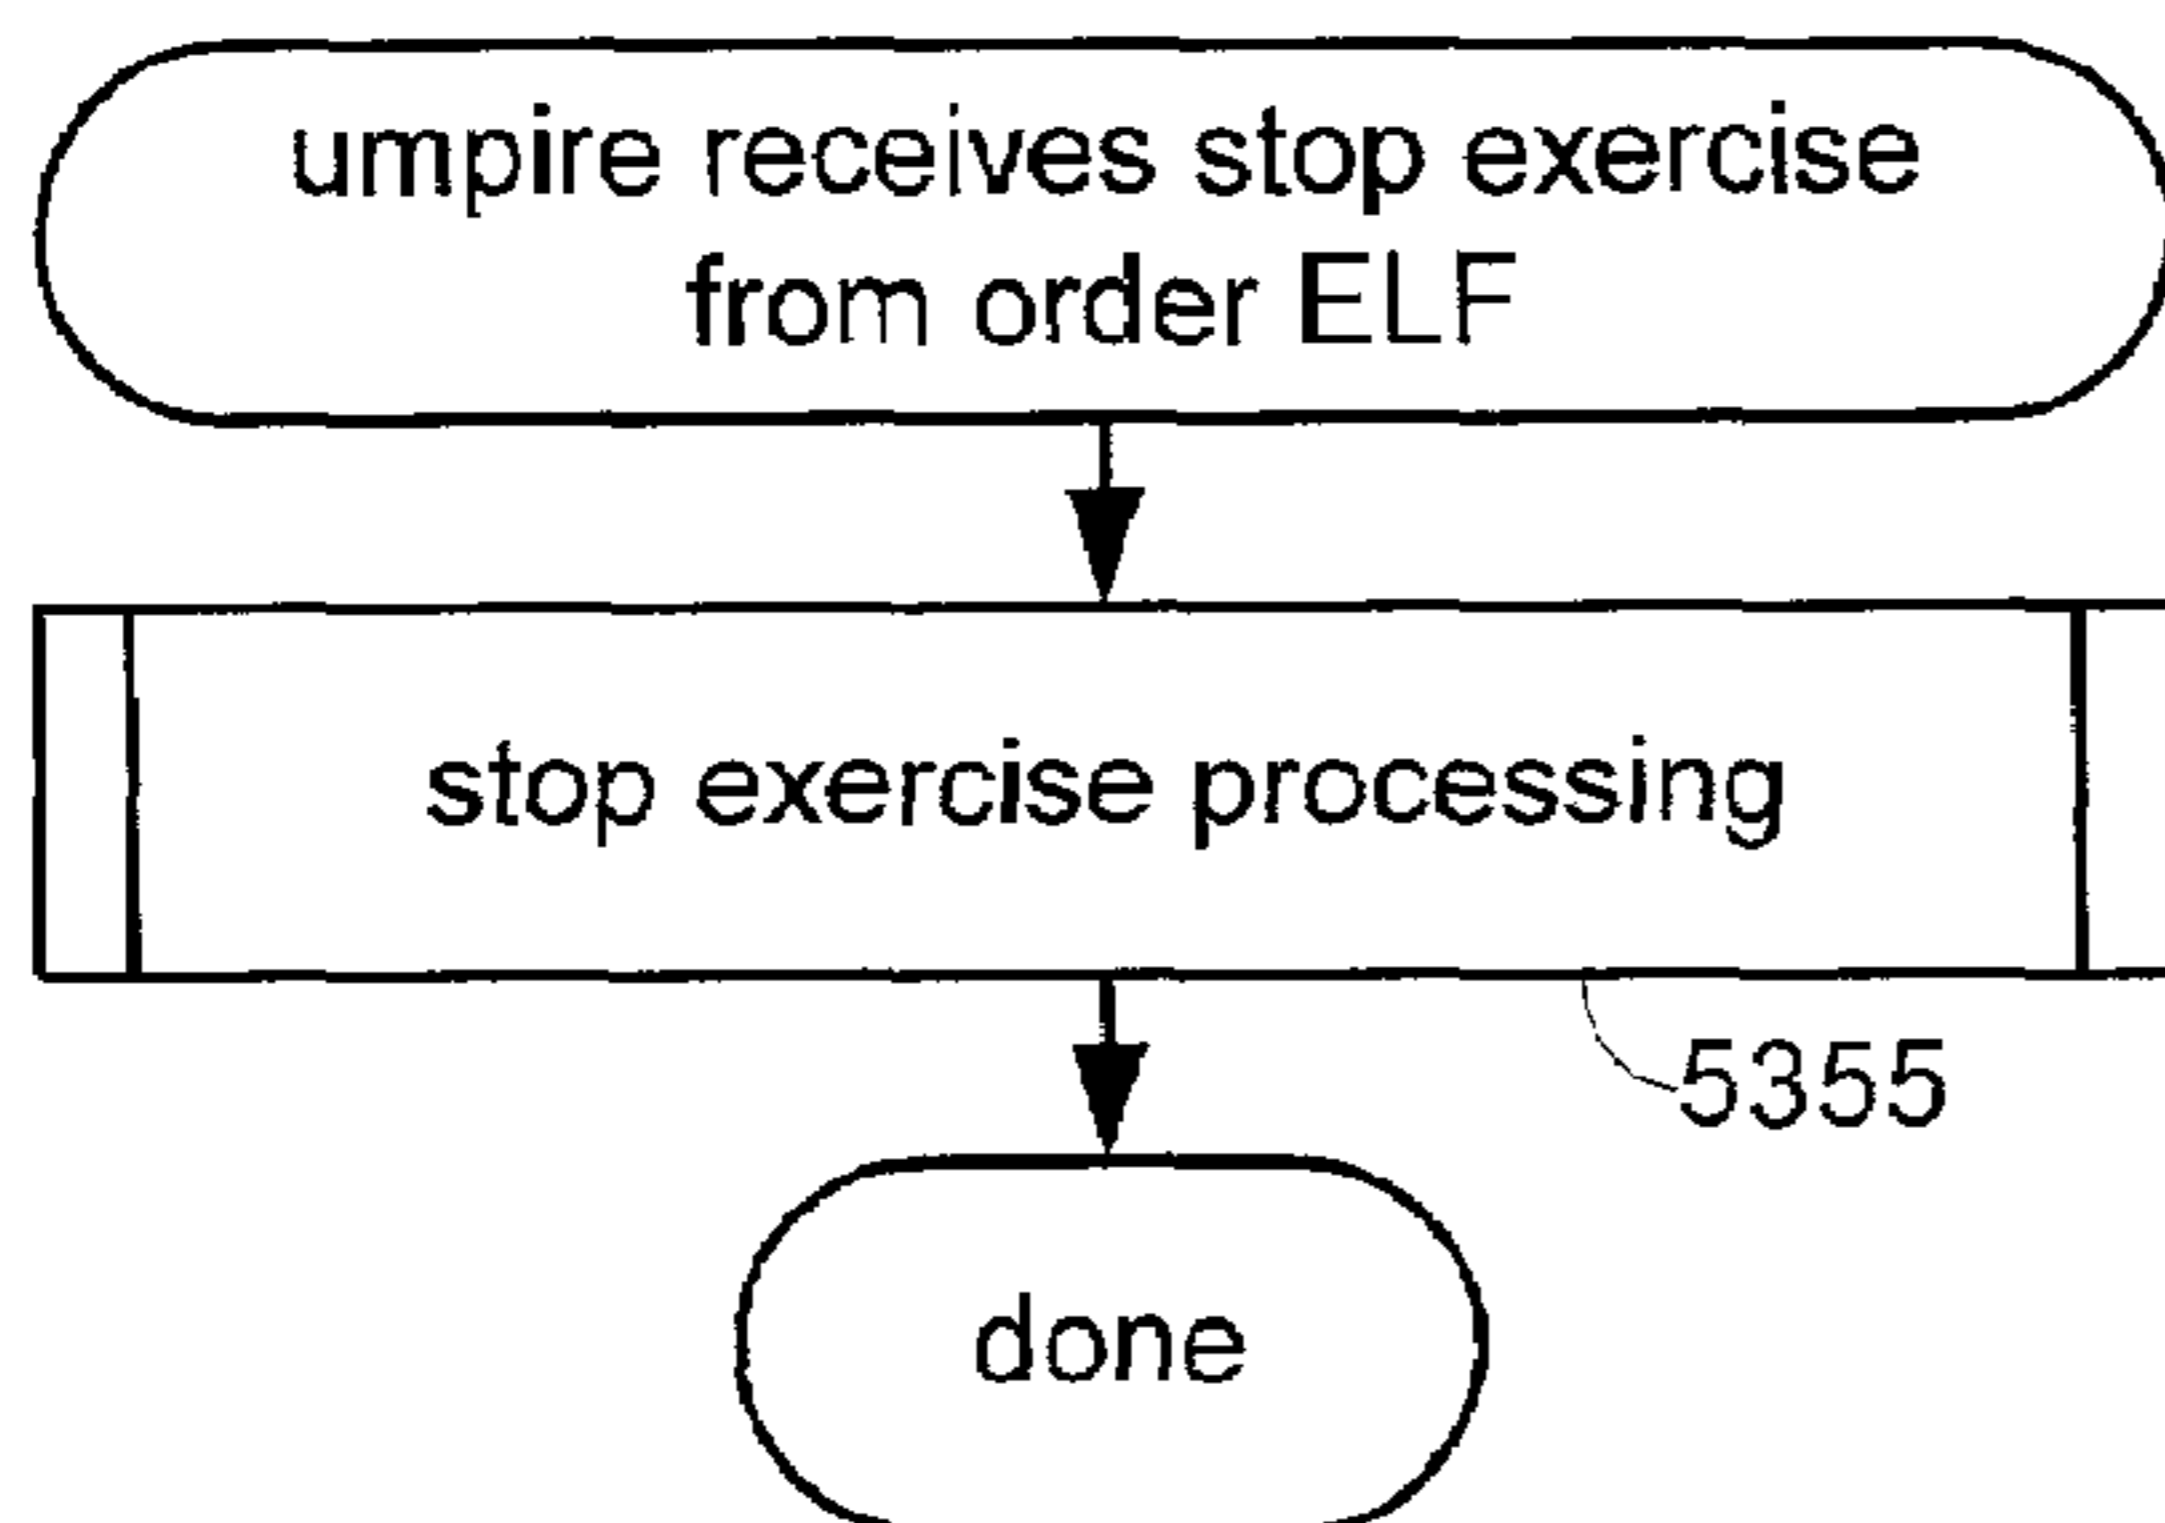 umpire receives stop exercise
from order ELF
stop exercise processing
5355
done